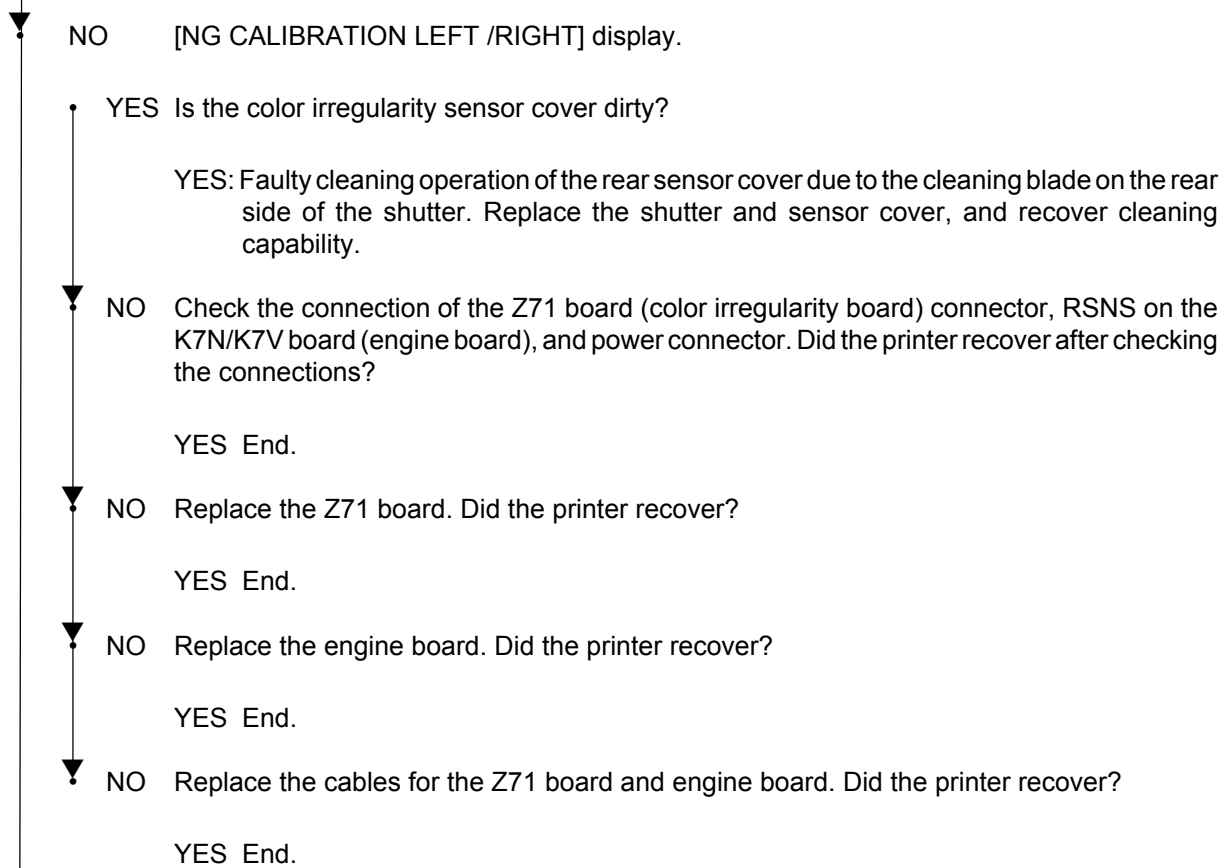 NO [NG CALIBRATION LEFT /RIGHT] display.
YES Is the color irregularity sensor cover dirty?
YES: Faulty cleaning operation of the rear sensor cover due to the cleaning blade on the rear
side of the shutter. Replace the shutter and sensor cover, and recover cleaning
capability.
NO Check the connection of the Z71 board (color irregularity board) connector, RSNS on the
K7N/K7V board (engine board), and power connector. Did the printer recover after checking
the connections?
YES End.
NO Replace the Z71 board. Did the printer recover?
YES End.
NO Replace the engine board. Did the printer recover?
YES End.
NO Replace the cables for the Z71 board and engine board. Did the printer recover?
YES End.